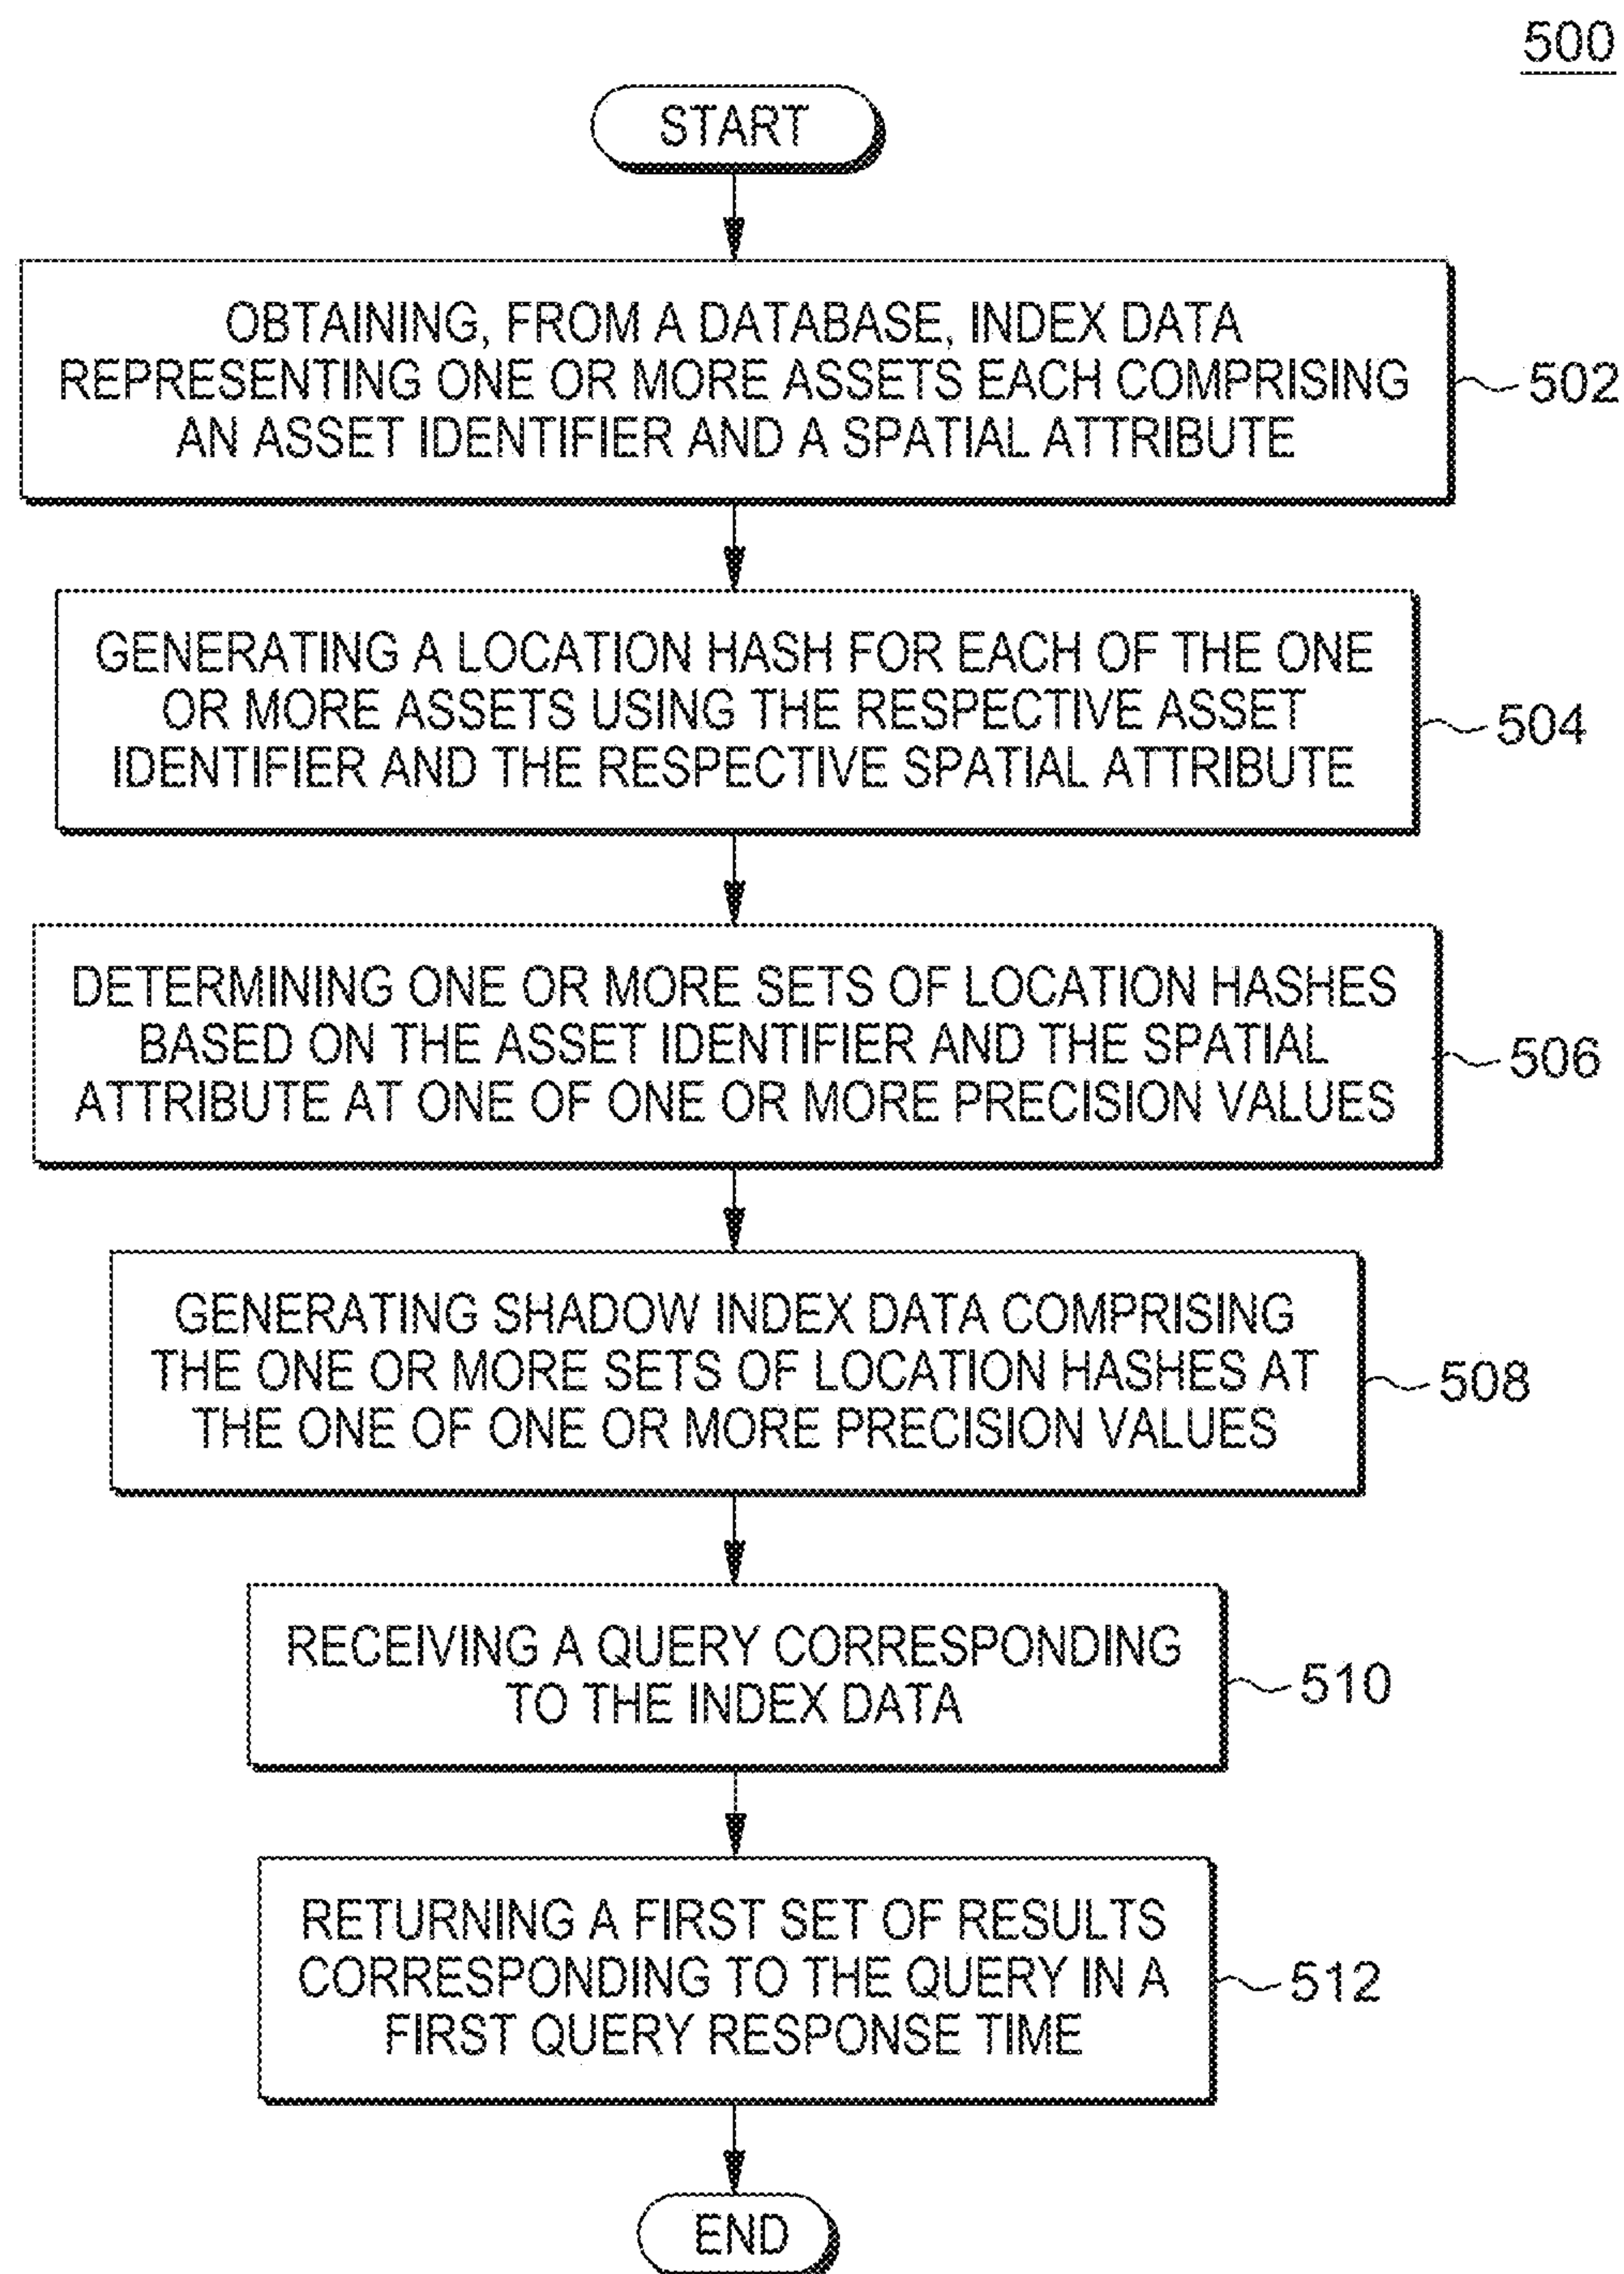 500
START
OBTAINING, FROM A DATABASE, INDEX DATA
REPRESENTING ONE OR MORE ASSETS EACH COMPRISING
AN ASSET IDENTIFIER AND A SPATIAL ATTRIBUTE
502
GENERATING A LOCATION HASH FOR EACH OF THE ONE
OR MORE ASSETS USING THE RESPECTIVE ASSET
IDENTIFIER AND THE RESPECTIVE SPATIAL ATTRIBUTE
504
DETERMINING ONE OR MORE SETS OF LOCATION HASHES
BASED ON THE ASSET IDENTIFIER AND THE SPATIAL
ATTRIBUTE AT ONE OF ONE OR MORE PRECISION VALUES
506
GENERATING SHADOW INDEX DATA COMPRISING
THE ONE OR MORE SETS OF LOCATION HASHES AT
THE ONE OF ONE OR MORE PRECISION VALUES
508
RECEIVING A QUERY CORRESPONDING
TO THE INDEX DATA
510
RETURNING A FIRST SET OF RESULTS
CORRESPONDING TO THE QUERY IN A
FIRST QUERY RESPONSE TIME
512
END